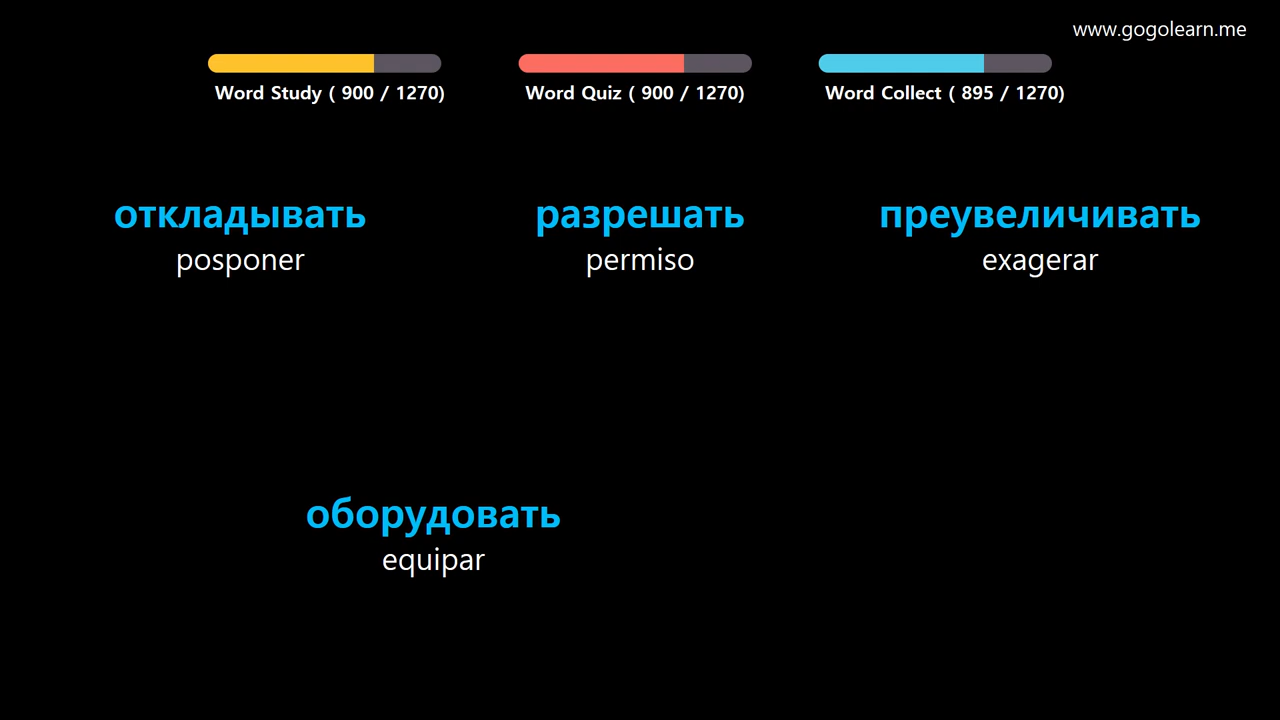 www.gogolearn.me
Word Study ( 900 / 1270)
Word Quiz ( 900 / 1270)
Word Collect ( 895 / 1270)
откладывать
posponer
разрешать
permiso
преувеличивать
exagerar
оборудовать
equipar